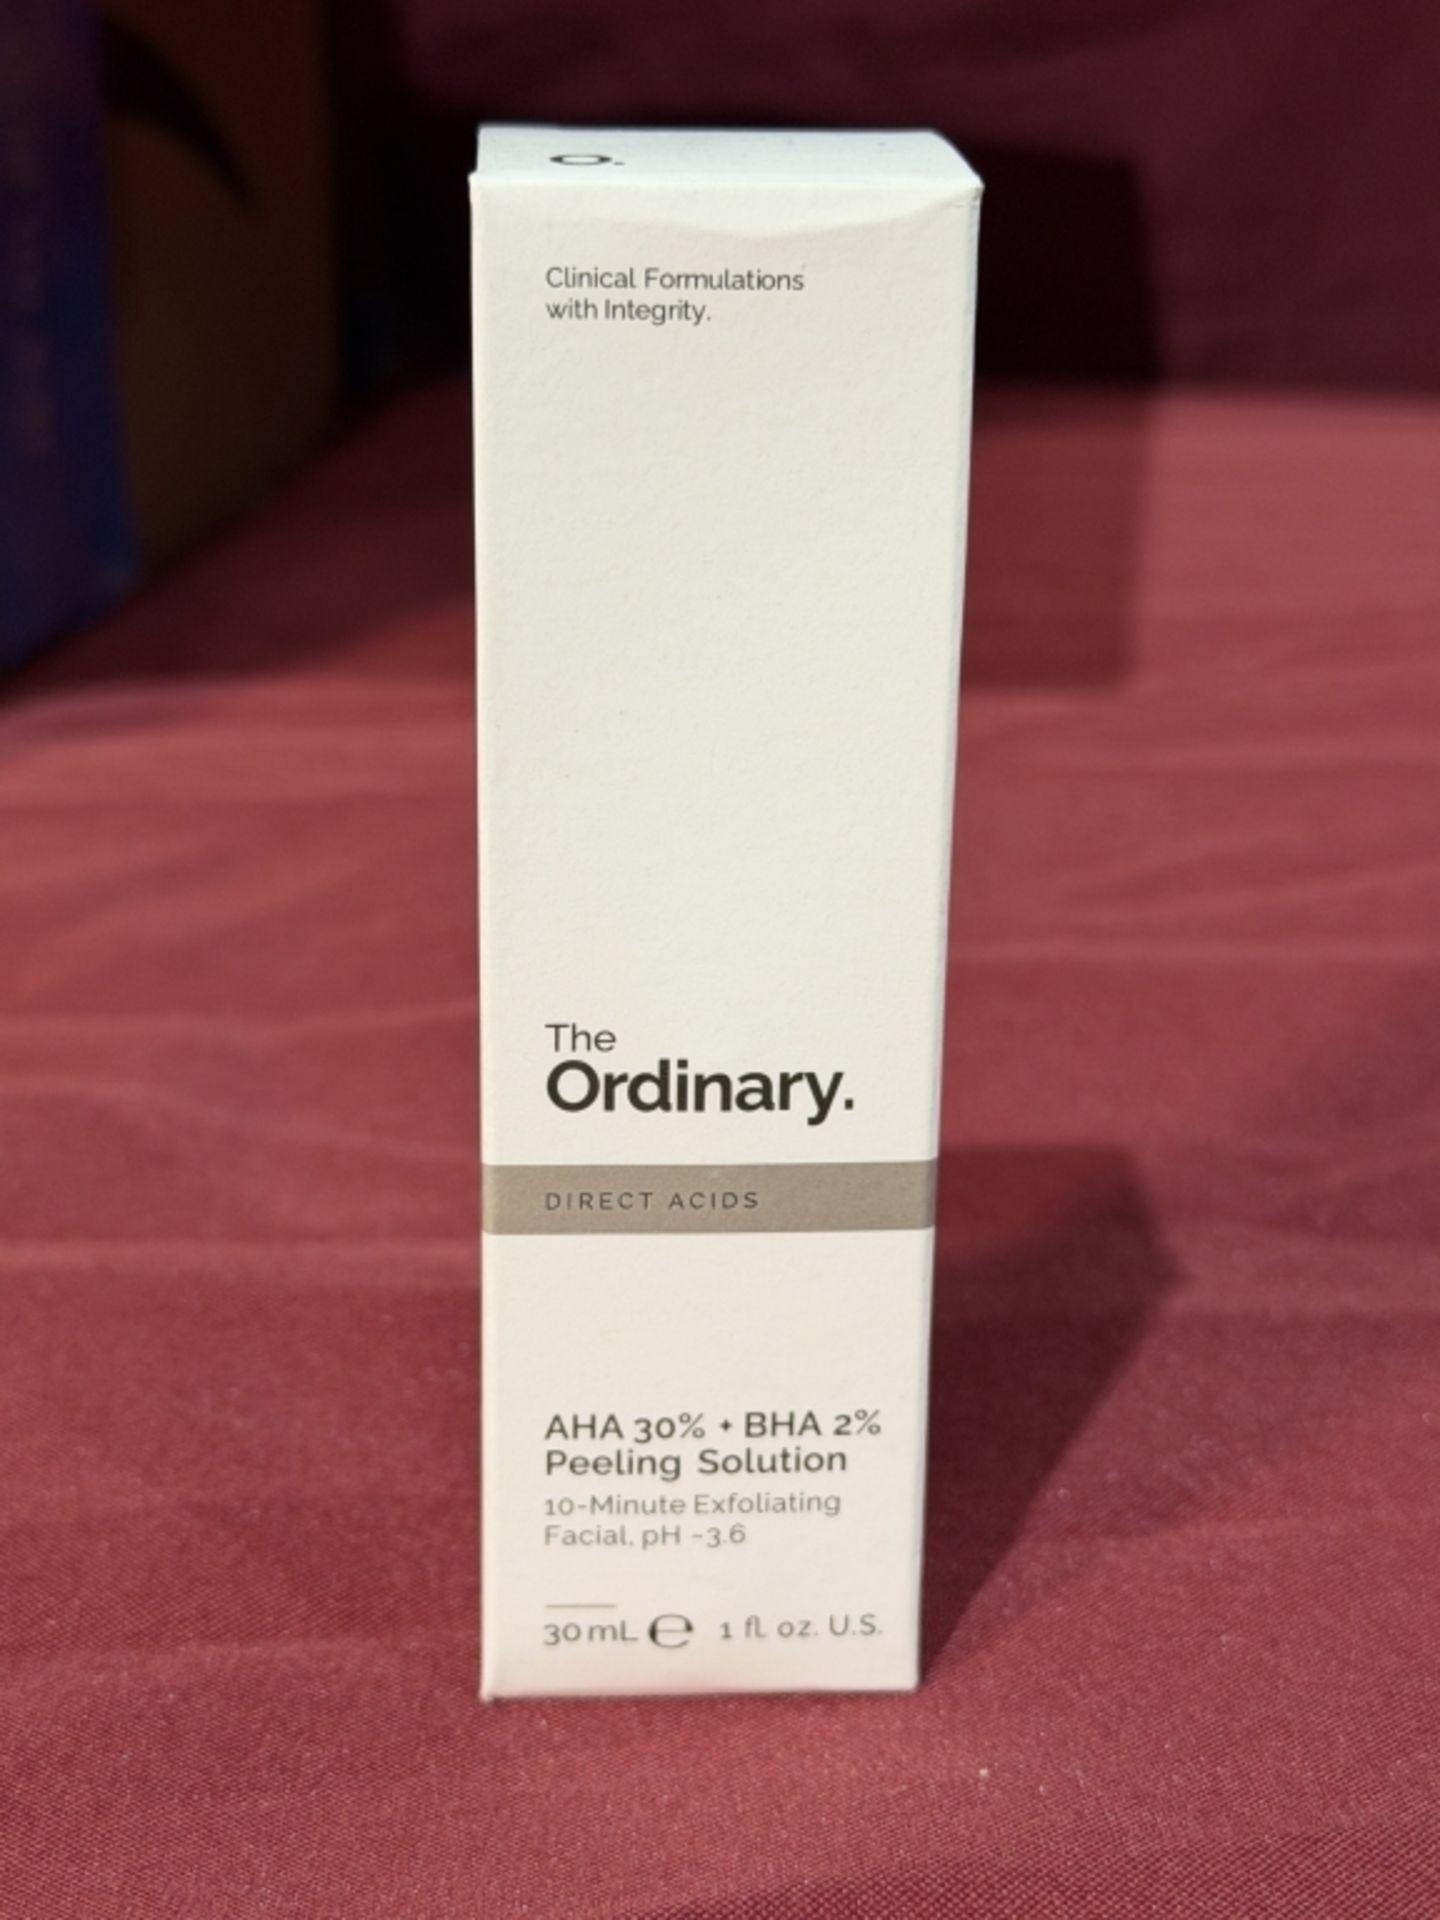 O.
Clinical Formulations
with Integrity.
The
Ordinary.
DIRECT ACIDS
AHA 30% + BHA 2%
Peeling Solution
10-Minute Exfoliating
Facial, pH ~3.6
30 mL ℮ 1 fl. oz. U.S.